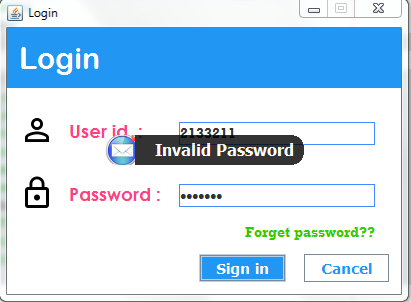 Login
Login
User id :
2133211
Invalid Password
Password :
•••••••
Forget password??
Sign in
Cancel